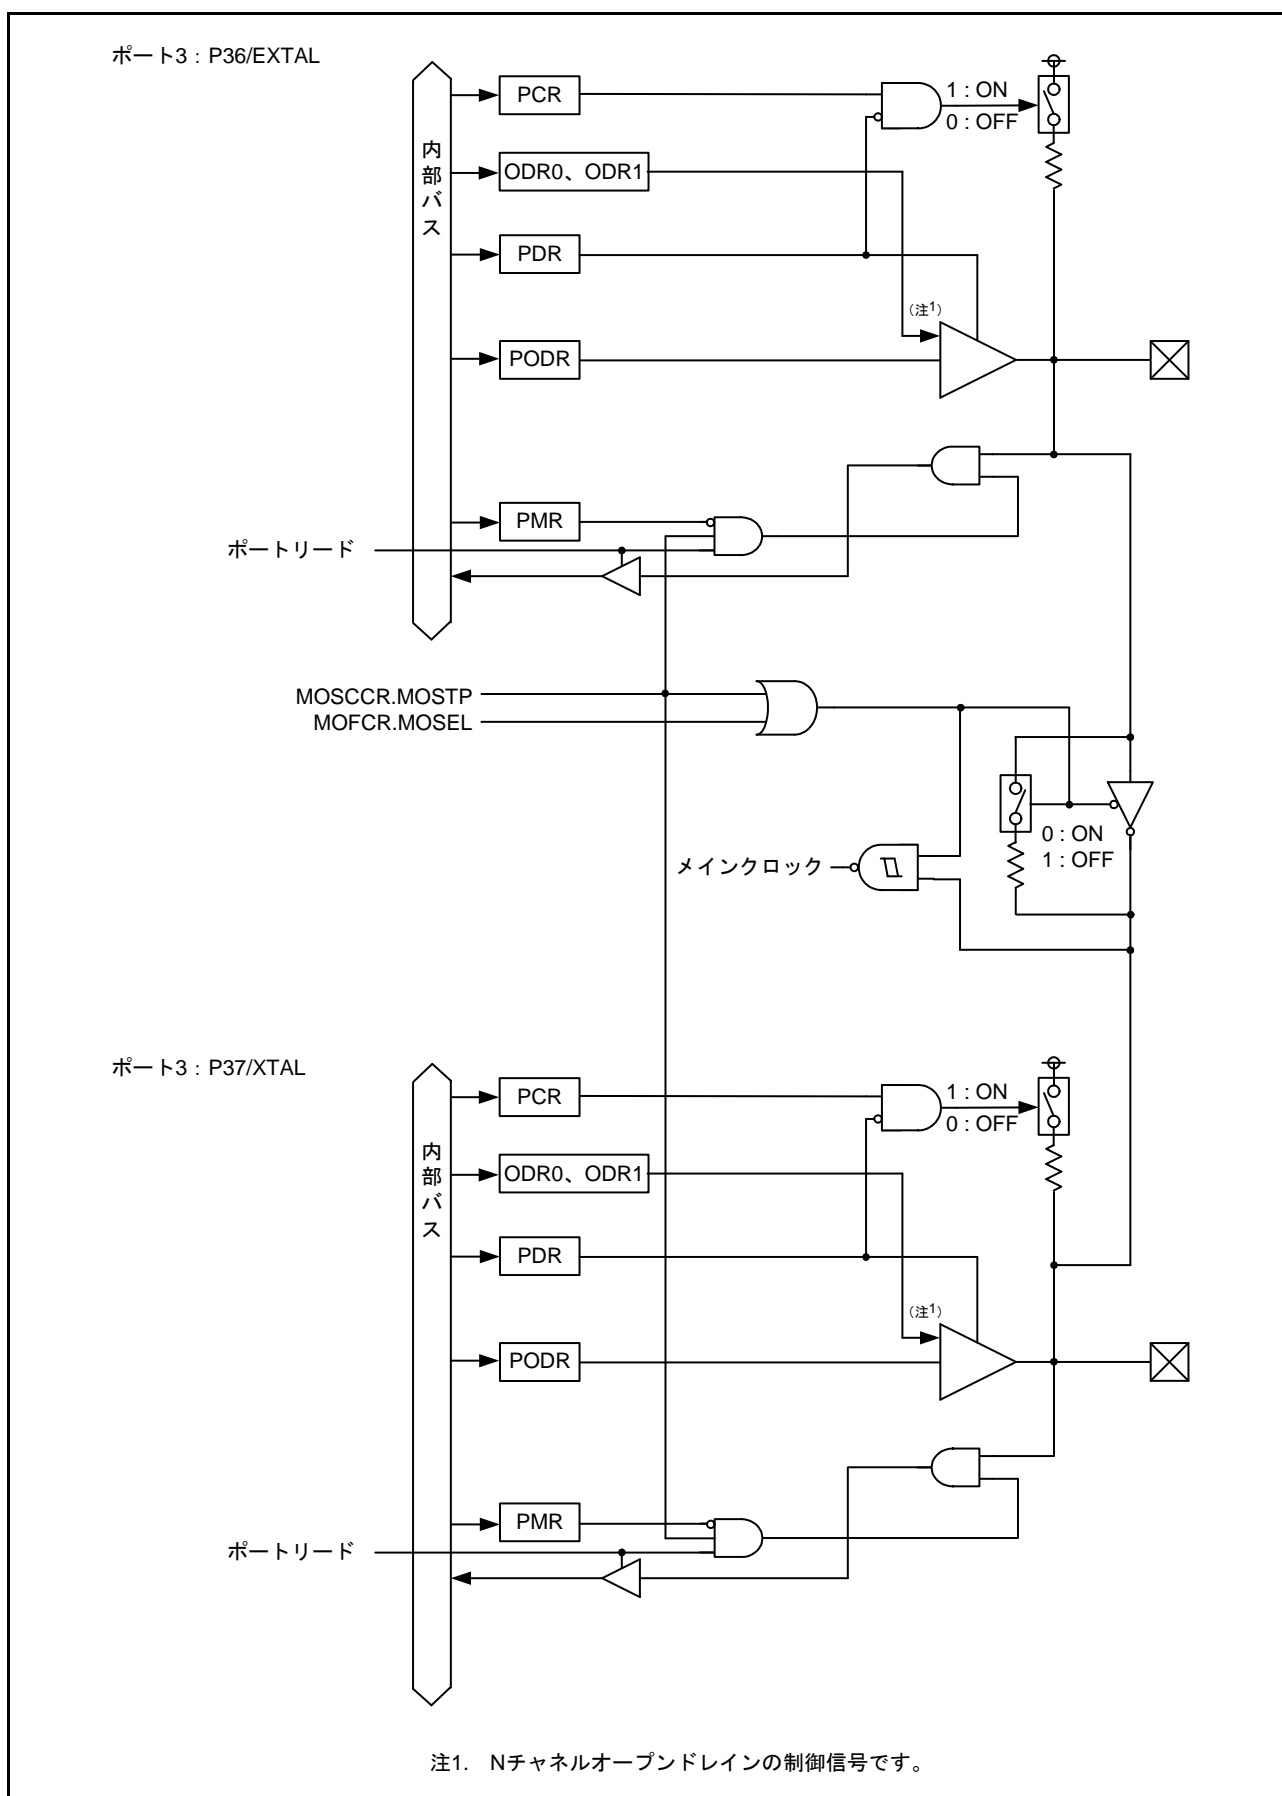 ポート3：P36/EXTAL
PCR
1 : ON
0 : OFF
内部バス
ODR0、ODR1
PDR
（注1）
PODR
PMR
ポートリード
MOSCCR.MOSTP
MOFCR.MOSEL
0 : ON
1 : OFF
メインクロック
ポート3：P37/XTAL
PCR
1 : ON
0 : OFF
内部バス
ODR0、ODR1
PDR
（注1）
PODR
PMR
ポートリード
注1. Nチャネルオープンドレインの制御信号です。